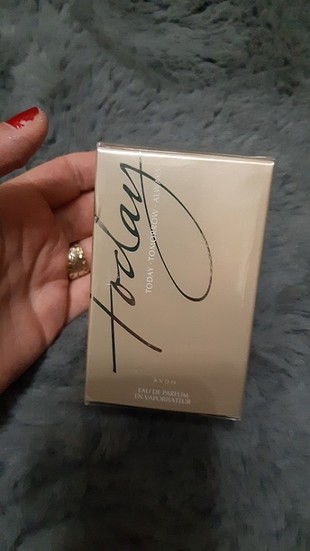 today
TODAY · TOMORROW · ALWAYS
AVON
EAU DE PARFUM
EN VAPORISATEUR